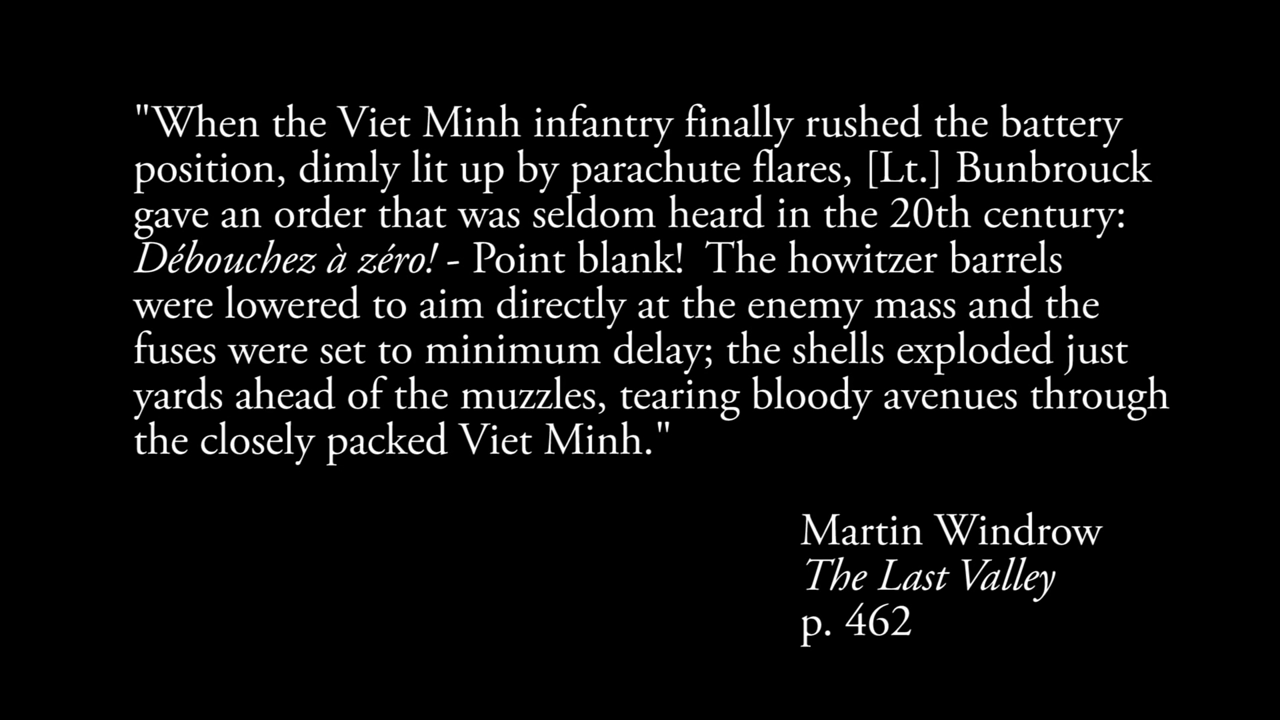 "When the Viet Minh infantry finally rushed the battery
position, dimly lit up by parachute flares, [Lt.] Bunbrouck
gave an order that was seldom heard in the 20th century:
Débouchez à zéro! - Point blank!  The howitzer barrels
were lowered to aim directly at the enemy mass and the
fuses were set to minimum delay; the shells exploded just
yards ahead of the muzzles, tearing bloody avenues through
the closely packed Viet Minh."
Martin Windrow
The Last Valley
p. 462